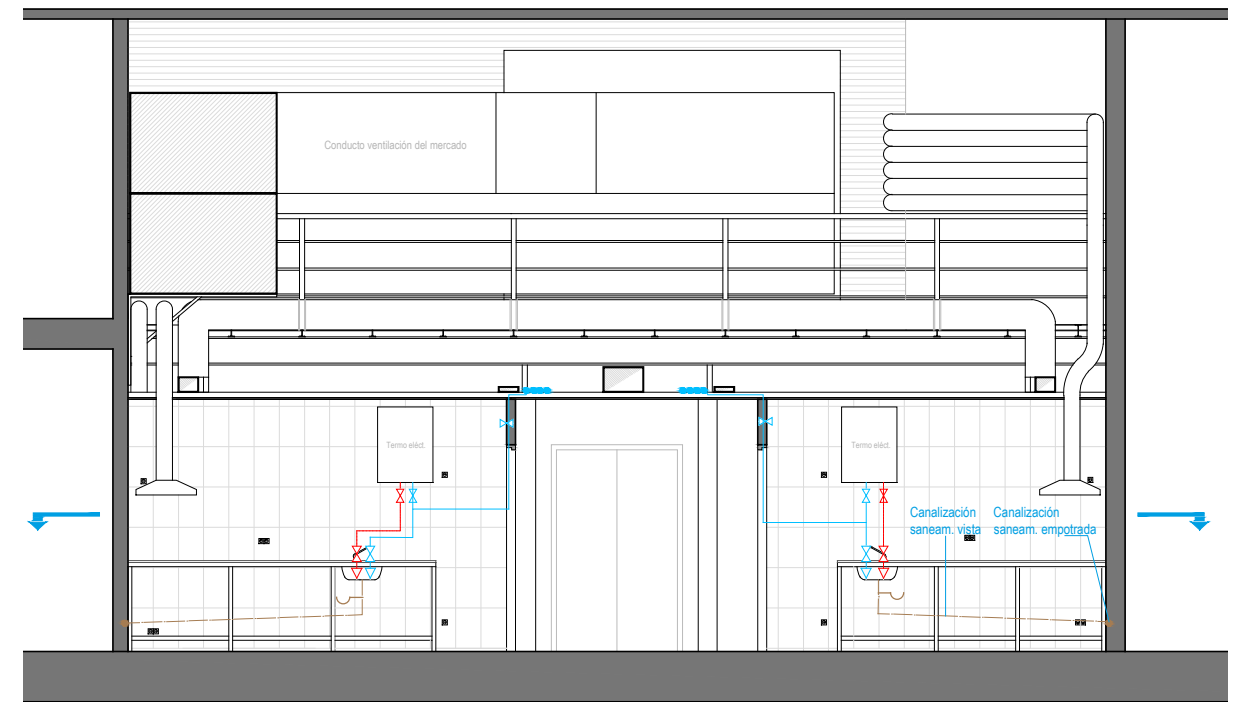 Conducto ventilación del mercado
Termo eléct.
Termo eléct.
Canalización
saneam. vista
Canalización
saneam. empotrada